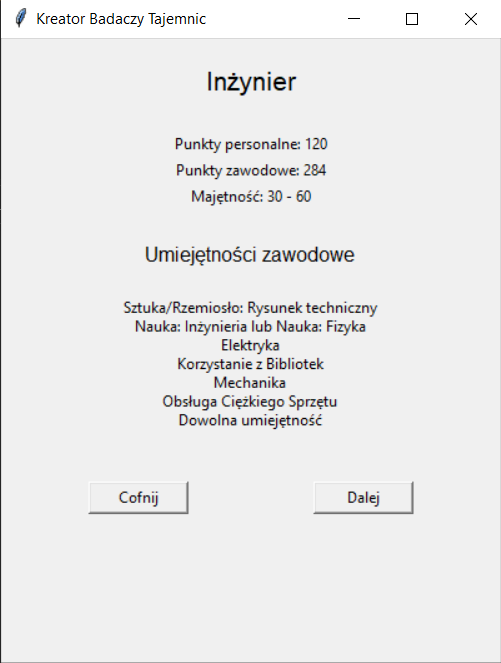 Kreator Badaczy Tajemnic
Inżynier
Punkty personalne: 120
Punkty zawodowe: 284
Majętność: 30 - 60
Umiejętności zawodowe
Sztuka/Rzemiosło: Rysunek techniczny
Nauka: Inżynieria lub Nauka: Fizyka
Elektryka
Korzystanie z Bibliotek
Mechanika
Obsługa Ciężkiego Sprzętu
Dowolna umiejętność
Cofnij
Dalej